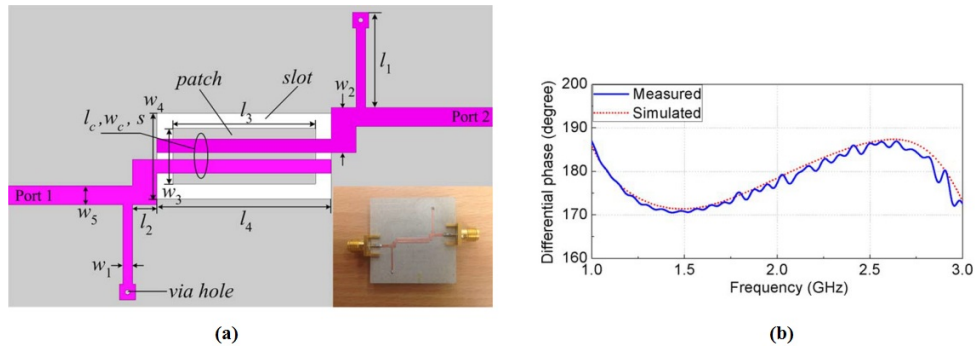 l1
w2
slot
patch
w4
l3
lc, wc, s
Port 2
Port 1
w3
w5
l2
l4
w1
via hole
(a)
Differential phase (degree)
200
190
180
170
160
Measured
Simulated
1.0 1.5 2.0 2.5 3.0
Frequency (GHz)
(b)